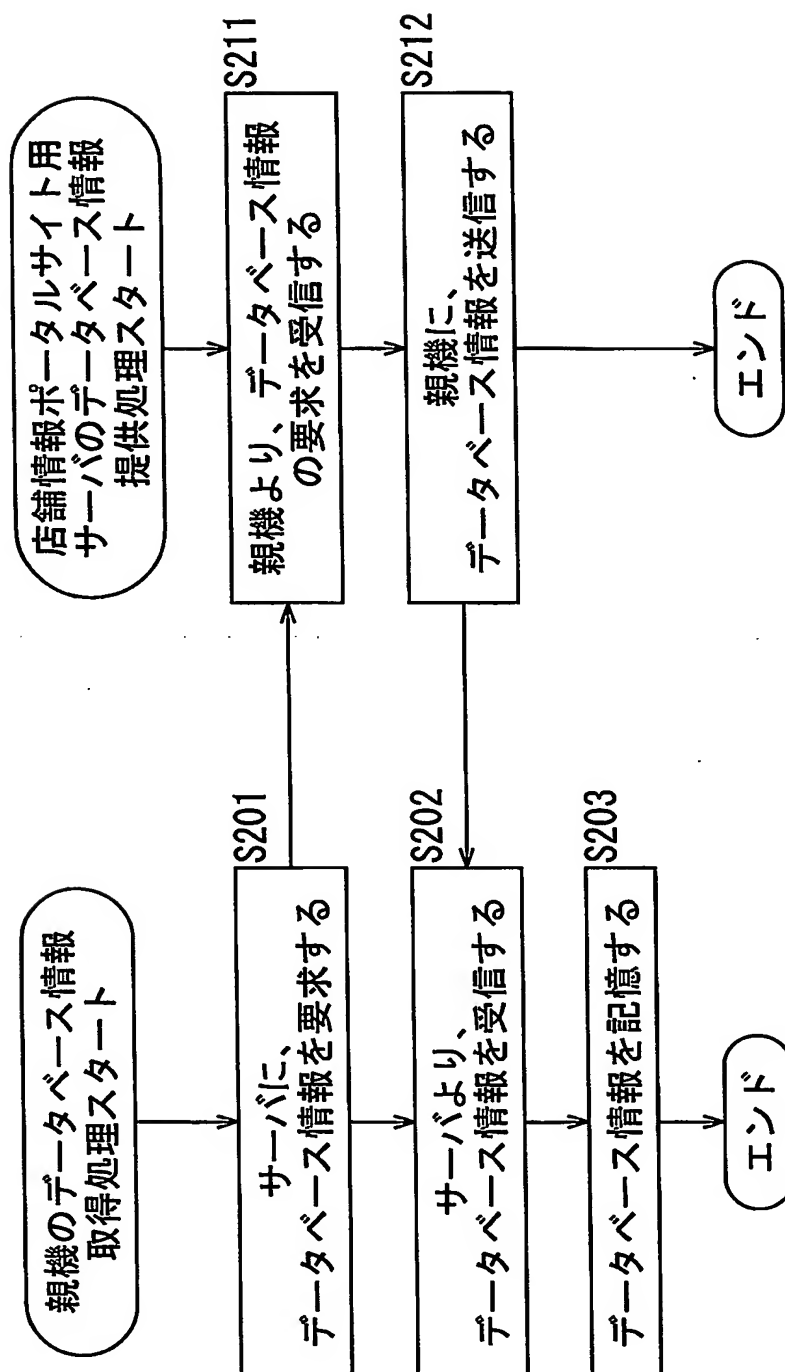 親機のデータベース情報
取得処理スタート
S201
サーバに、
データベース情報を要求する
S202
サーバより、
データベース情報を受信する
S203
データベース情報を記憶する
エンド
店舗情報ポータルサイト用
サーバのデータベース情報
提供処理スタート
S211
親機より、データベース情報
の要求を受信する
S212
親機に、
データベース情報を送信する
エンド